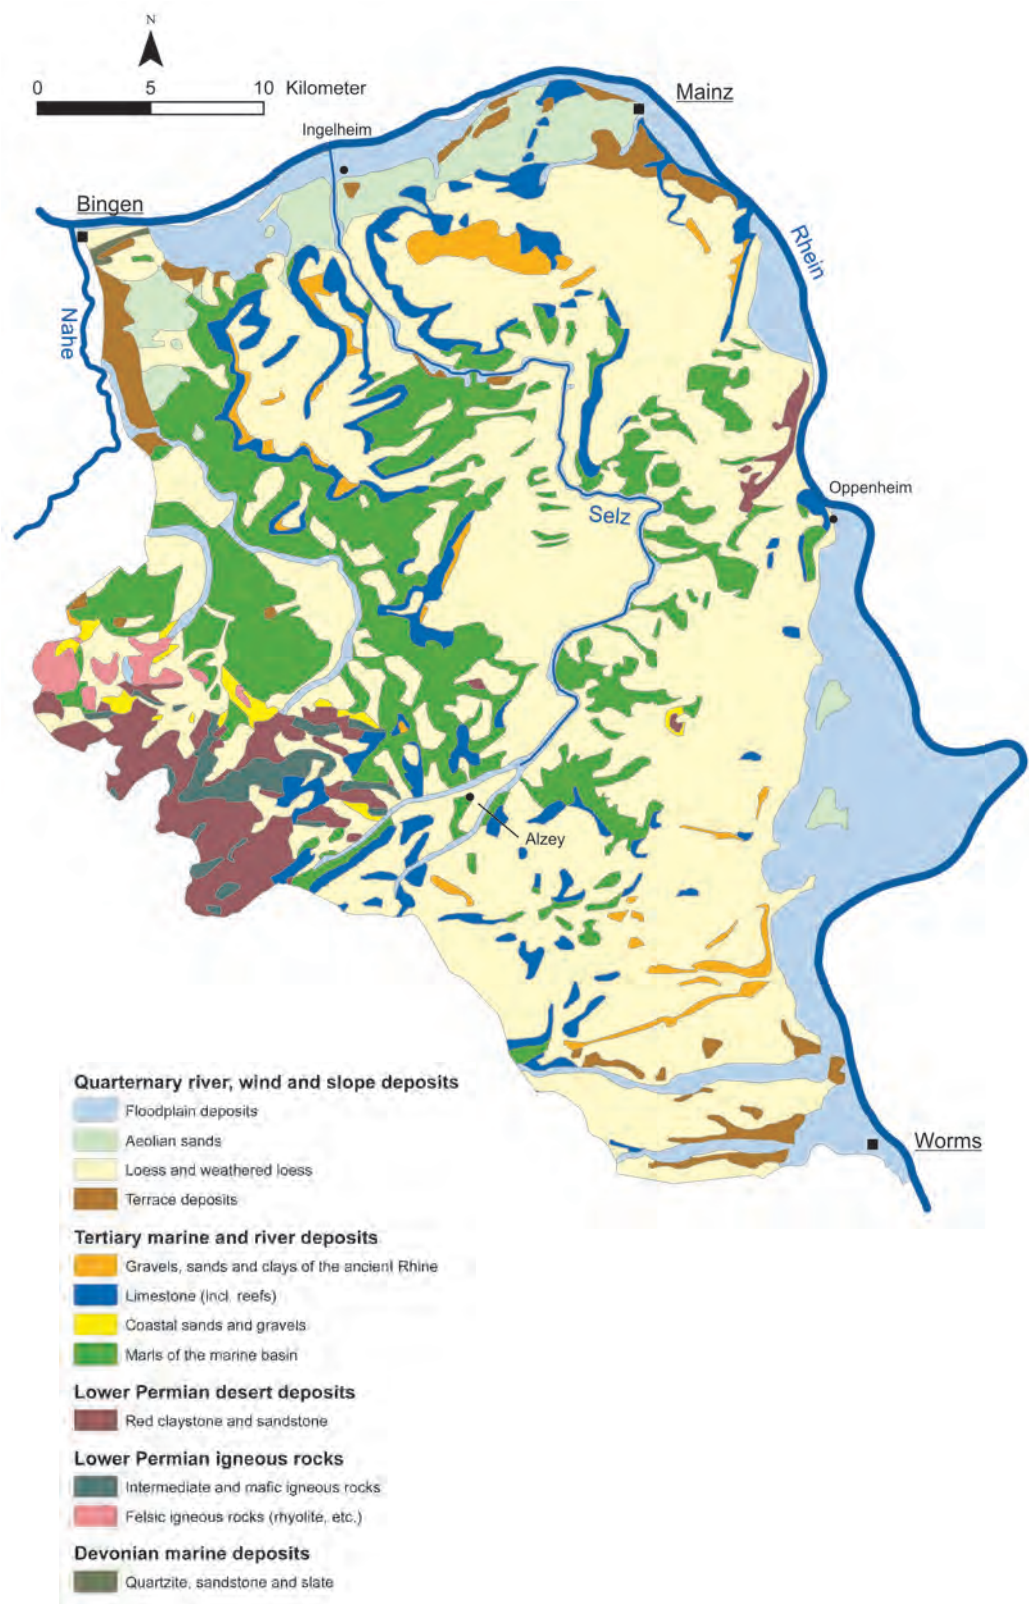 N
0 5 10 Kilometer
Mainz
Ingelheim
Bingen
Rhein
Nahe
Oppenheim
Selz
Alzey
Worms
Quarternary river, wind and slope deposits
Floodplain deposits
Aeolian sands
Loess and weathered loess
Terrace deposits
Tertiary marine and river deposits
Gravels, sands and clays of the ancient Rhine
Limestone (incl. reefs)
Coastal sands and gravels
Marls of the marine basin
Lower Permian desert deposits
Red claystone and sandstone
Lower Permian igneous rocks
Intermediate and mafic igneous rocks
Felsic igneous rocks (rhyolite, etc.)
Devonian marine deposits
Quartzite, sandstone and slate